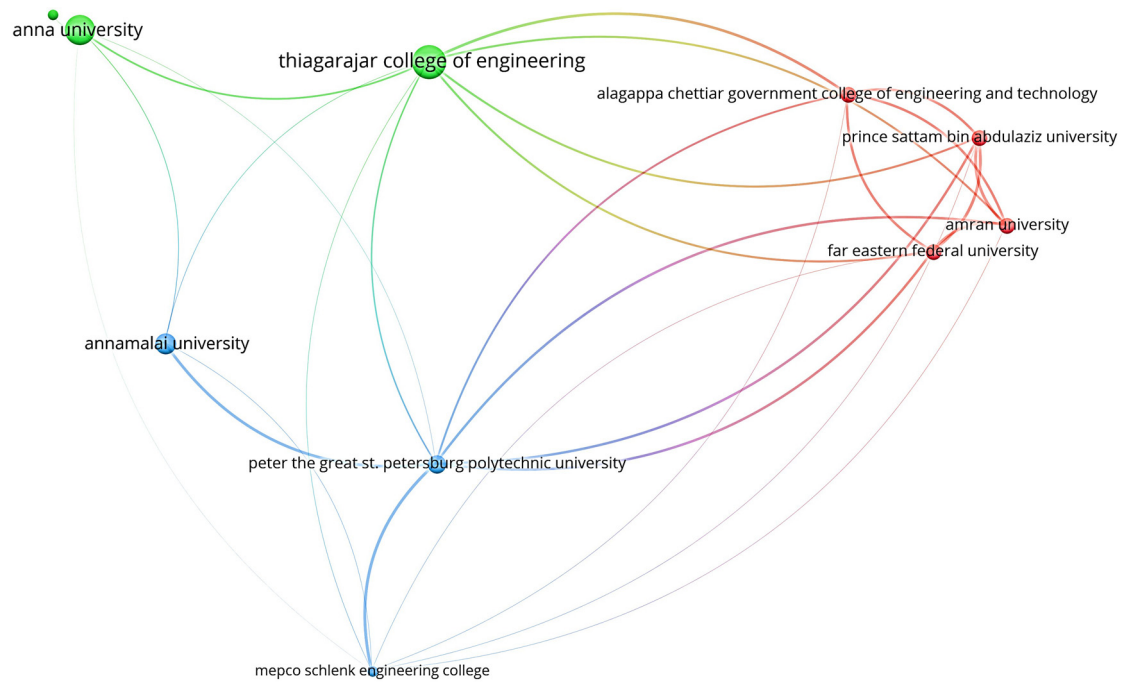 anna university
thiagarajar college of engineering
alagappa chettiar government college of engineering and technology
prince sattam bin abdulaziz university
amran university
far eastern federal university
annamalai university
peter the great st. petersburg polytechnic university
mepco schlenk engineering college